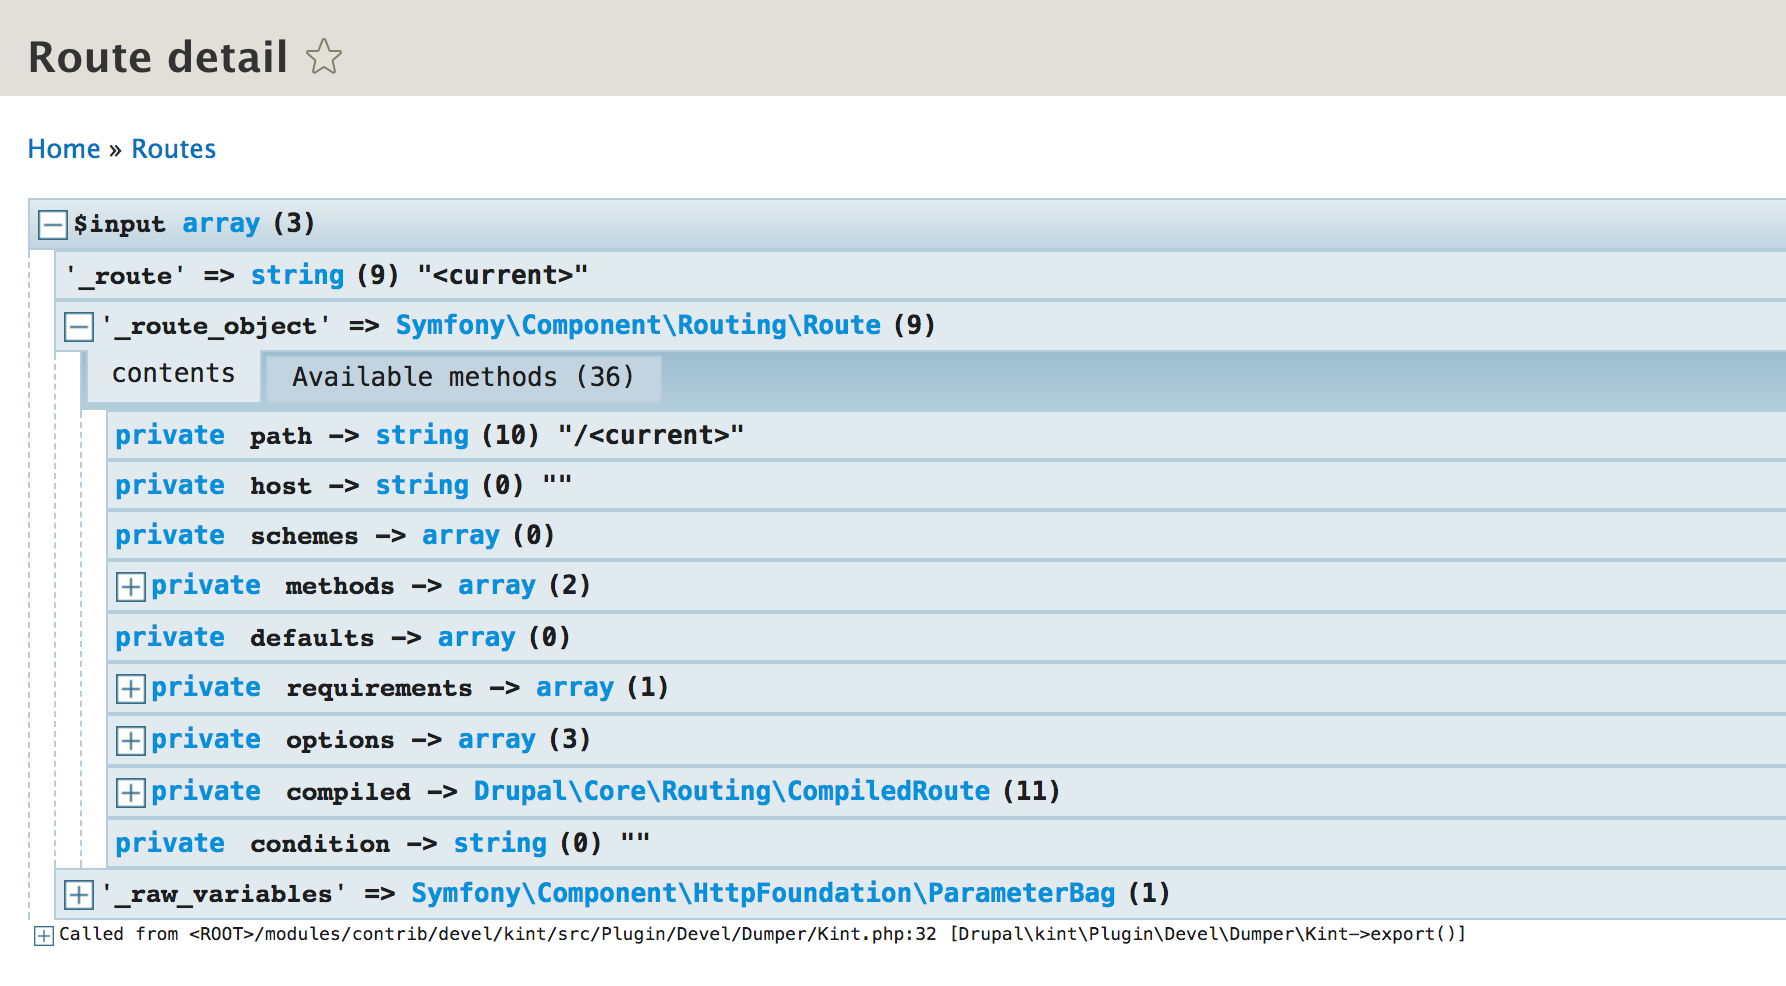 Route detail
Home » Routes
$input array (3)
'_route' => string (9) "<current>"
'_route_object' => Symfony\Component\Routing\Route (9)
contents Available methods (36)
private path -> string (10) "/<current>"
private host -> string (0) ""
private schemes -> array (0)
private methods -> array (2)
private defaults -> array (0)
private requirements -> array (1)
private options -> array (3)
private compiled -> Drupal\Core\Routing\CompiledRoute (11)
private condition -> string (0) ""
'_raw_variables' => Symfony\Component\HttpFoundation\ParameterBag (1)
Called from <ROOT>/modules/contrib/devel/kint/src/Plugin/Devel/Dumper/Kint.php:32 [Drupal\kint\Plugin\Devel\Dumper\Kint->export()]